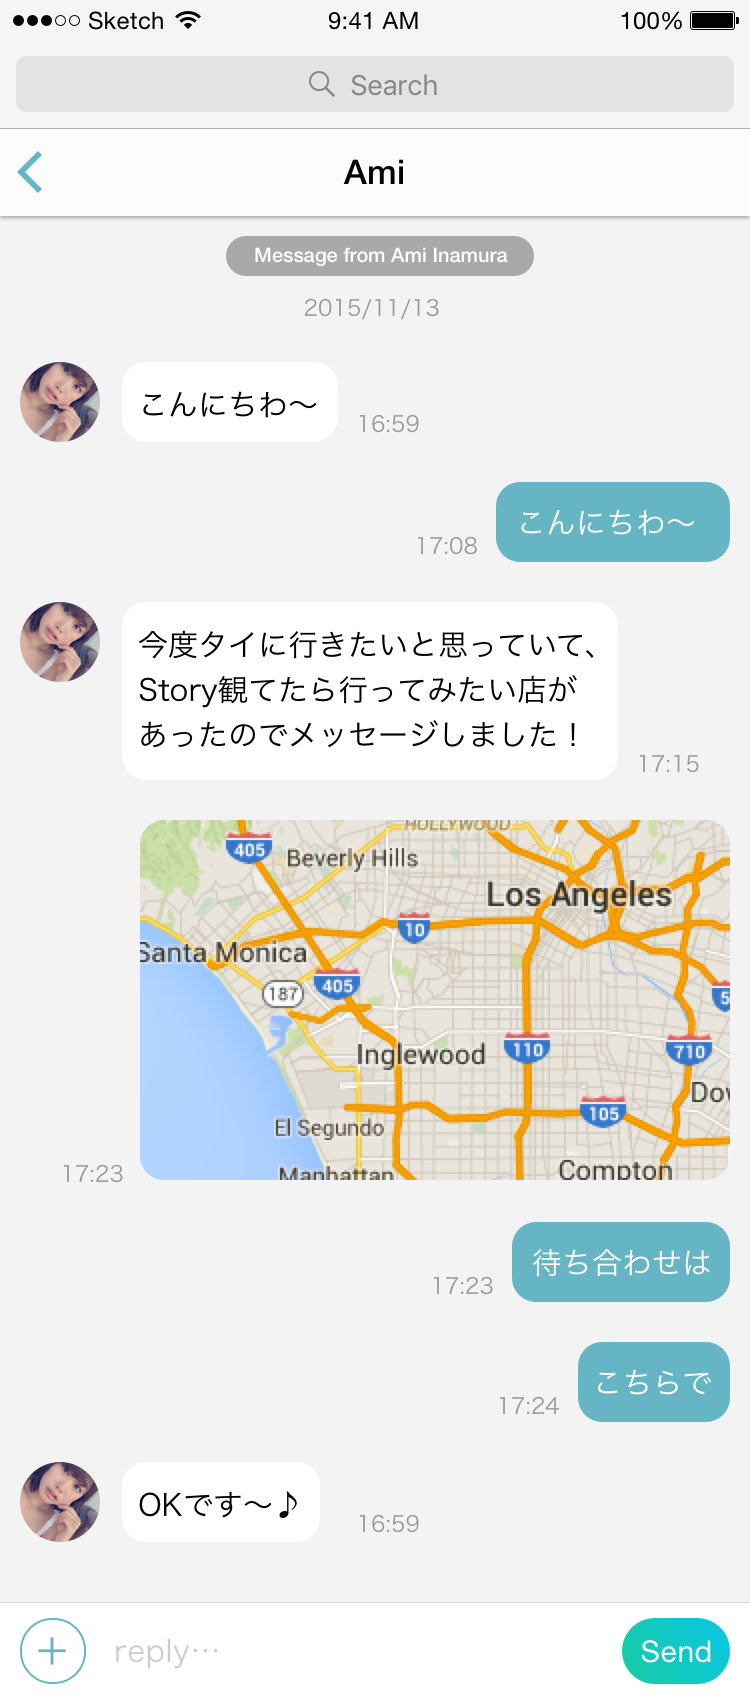 Sketch 9:41 AM 100%
Search
Ami
Message from Ami Inamura
2015/11/13
こんにちわ〜
16:59
こんにちわ〜
17:08
今度タイに行きたいと思っていて、
Story観てたら行ってみたい店が
あったのでメッセージしました！
17:15
HOLLYWOOD
405
Beverly Hills
Los Angeles
10
Santa Monica
405
187
5
Inglewood
110
710
Dow
105
El Segundo
Compton
Manhattan
17:23
待ち合わせは
17:23
こちらで
17:24
OKです〜♪
16:59
reply…
Send